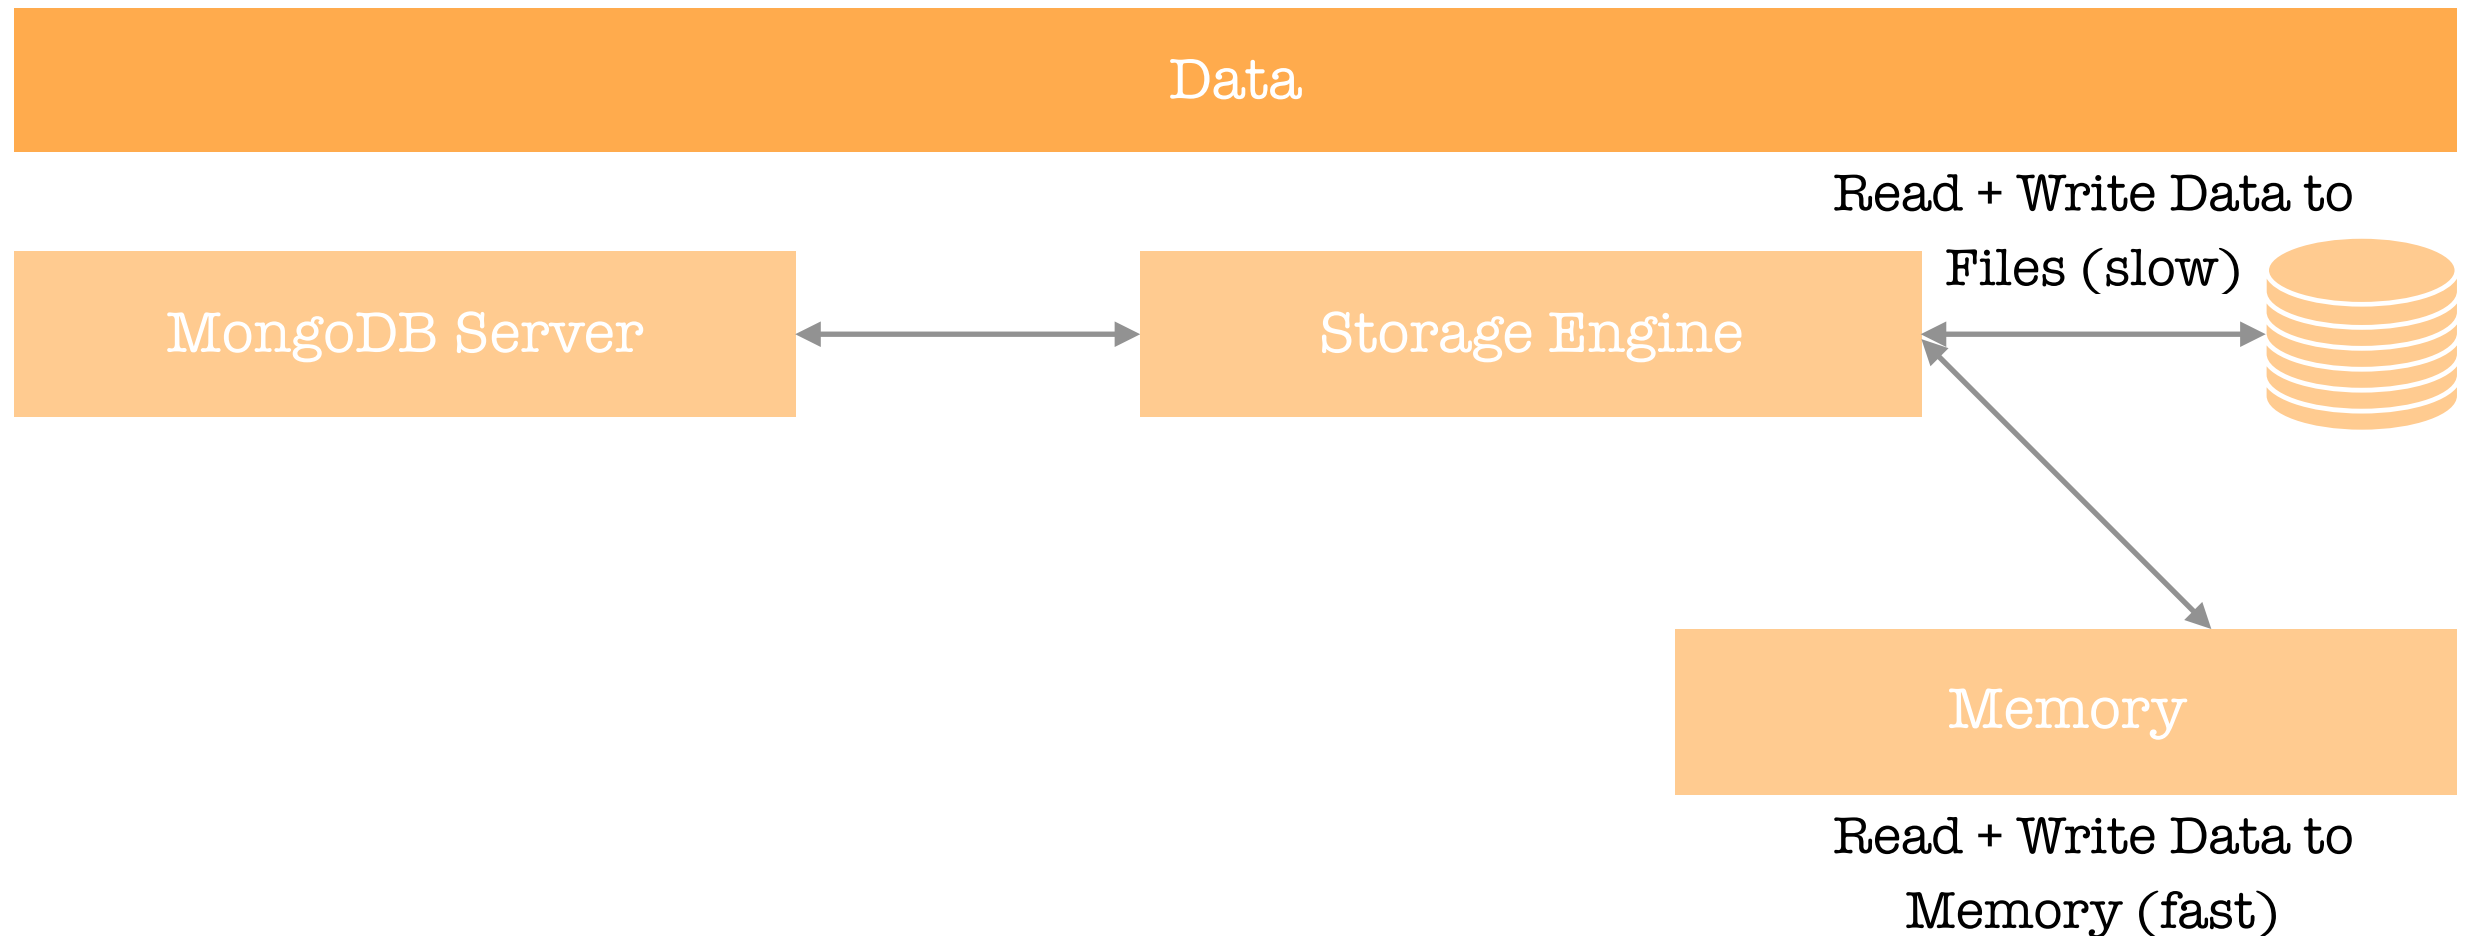 Data
Read + Write Data to
Files (slow)
MongoDB Server
Storage Engine
Memory
Read + Write Data to
Memory (fast)